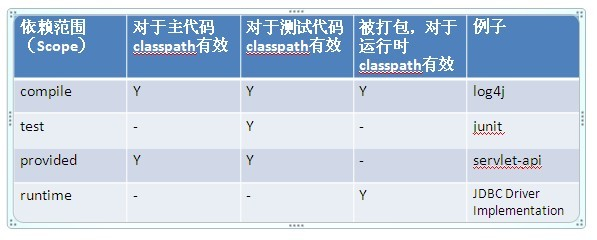 依赖范围 对于主代码 对于测试代码 被打包，对于 例子
（Scope） classpath有效 classpath有效 运行时
classpath有效
compile Y Y Y log4j
test - Y - junit
provided Y Y - servlet-api
runtime - - Y JDBC Driver
Implementation